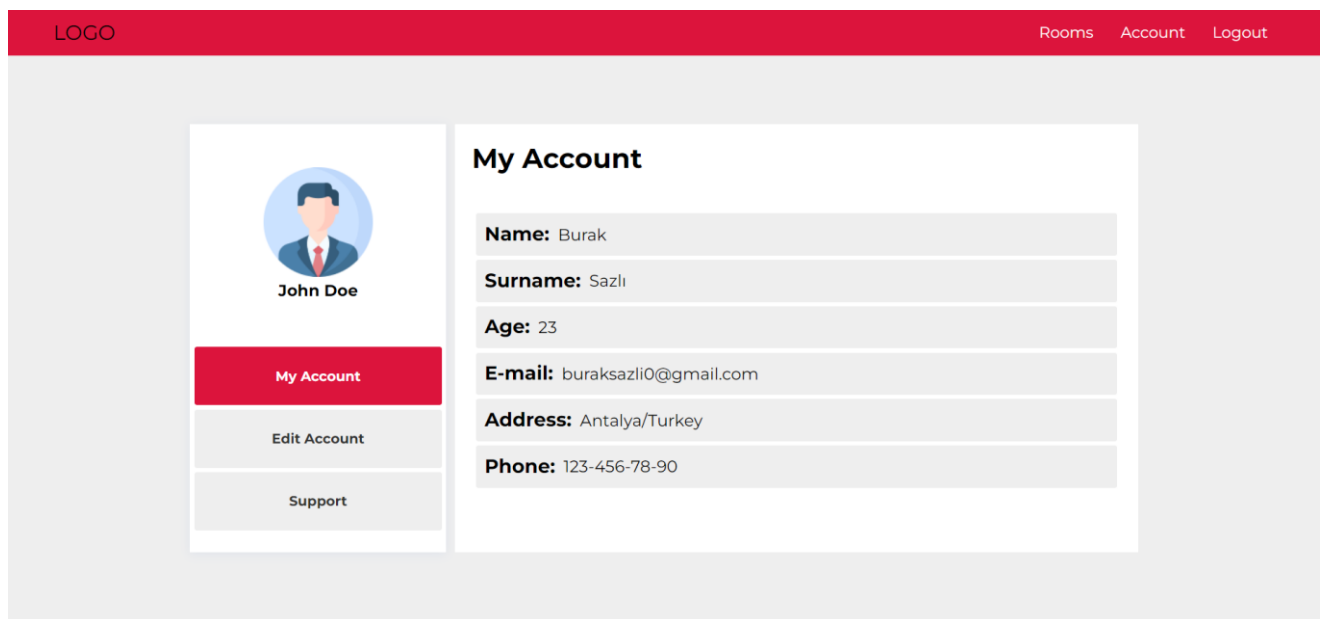 LOGO
Rooms Account Logout
John Doe
My Account
Edit Account
Support
My Account
Name: Burak
Surname: Sazlı
Age: 23
E-mail: buraksazli0@gmail.com
Address: Antalya/Turkey
Phone: 123-456-78-90